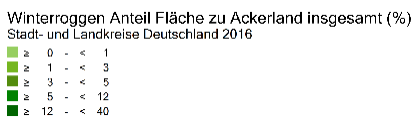 Winterroggen Anteil Fläche zu Ackerland insgesamt (%)
Stadt- und Landkreise Deutschland 2016
≥ 0 - < 1
≥ 1 - < 3
≥ 3 - < 5
≥ 5 - < 12
≥ 12 - < 40